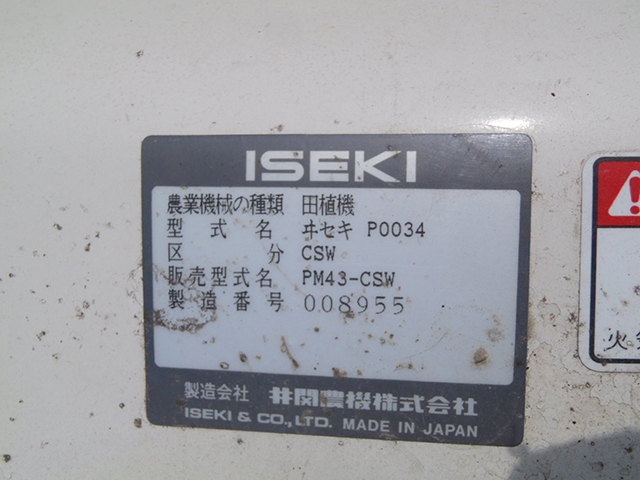 ISEKI
農業機械の種類 田植機
型式名 ヰセキ P0034
区分 CSW
販売型式名 PM43-CSW
製造番号 008955
製造会社 井関農機株式会社
ISEKI & CO.,LTD. MADE IN JAPAN
火